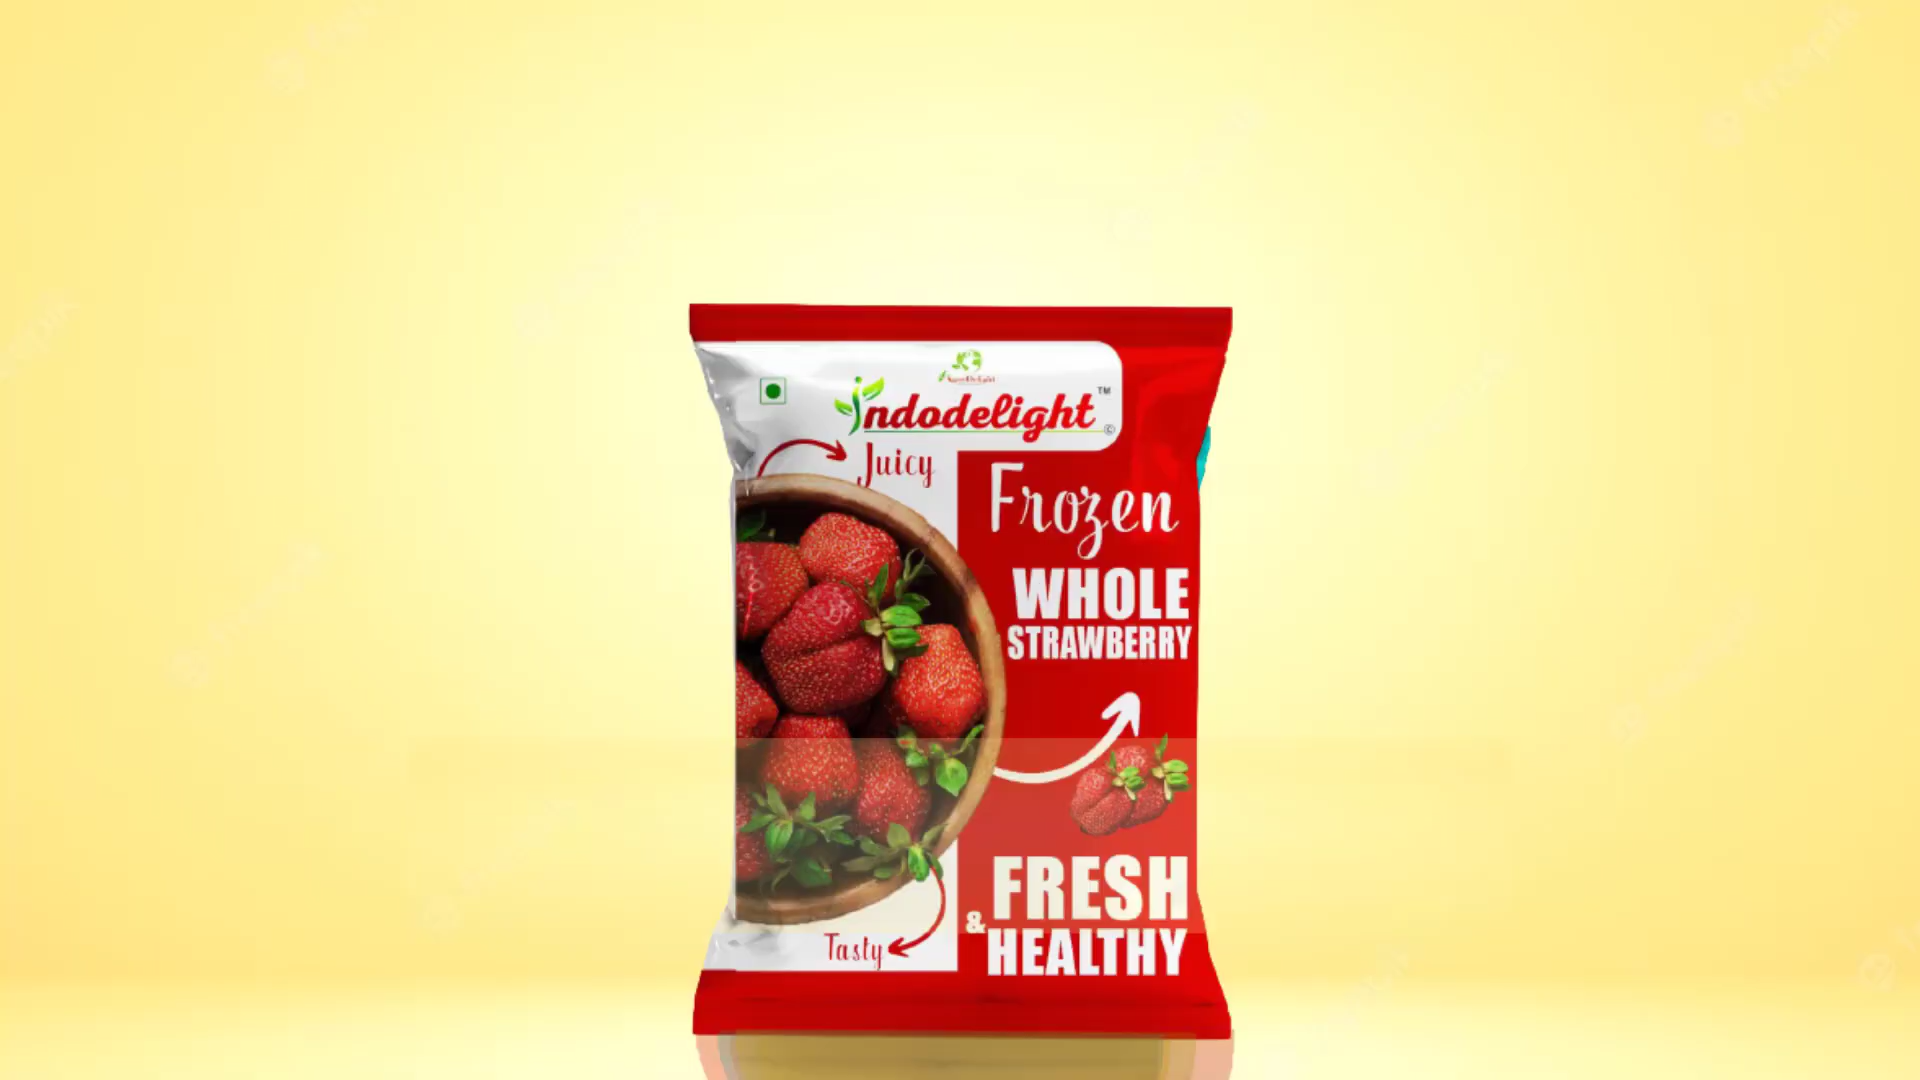 indodelight™
©
Juicy
Frozen
WHOLE
STRAWBERRY
FRESH
& HEALTHY
Tasty